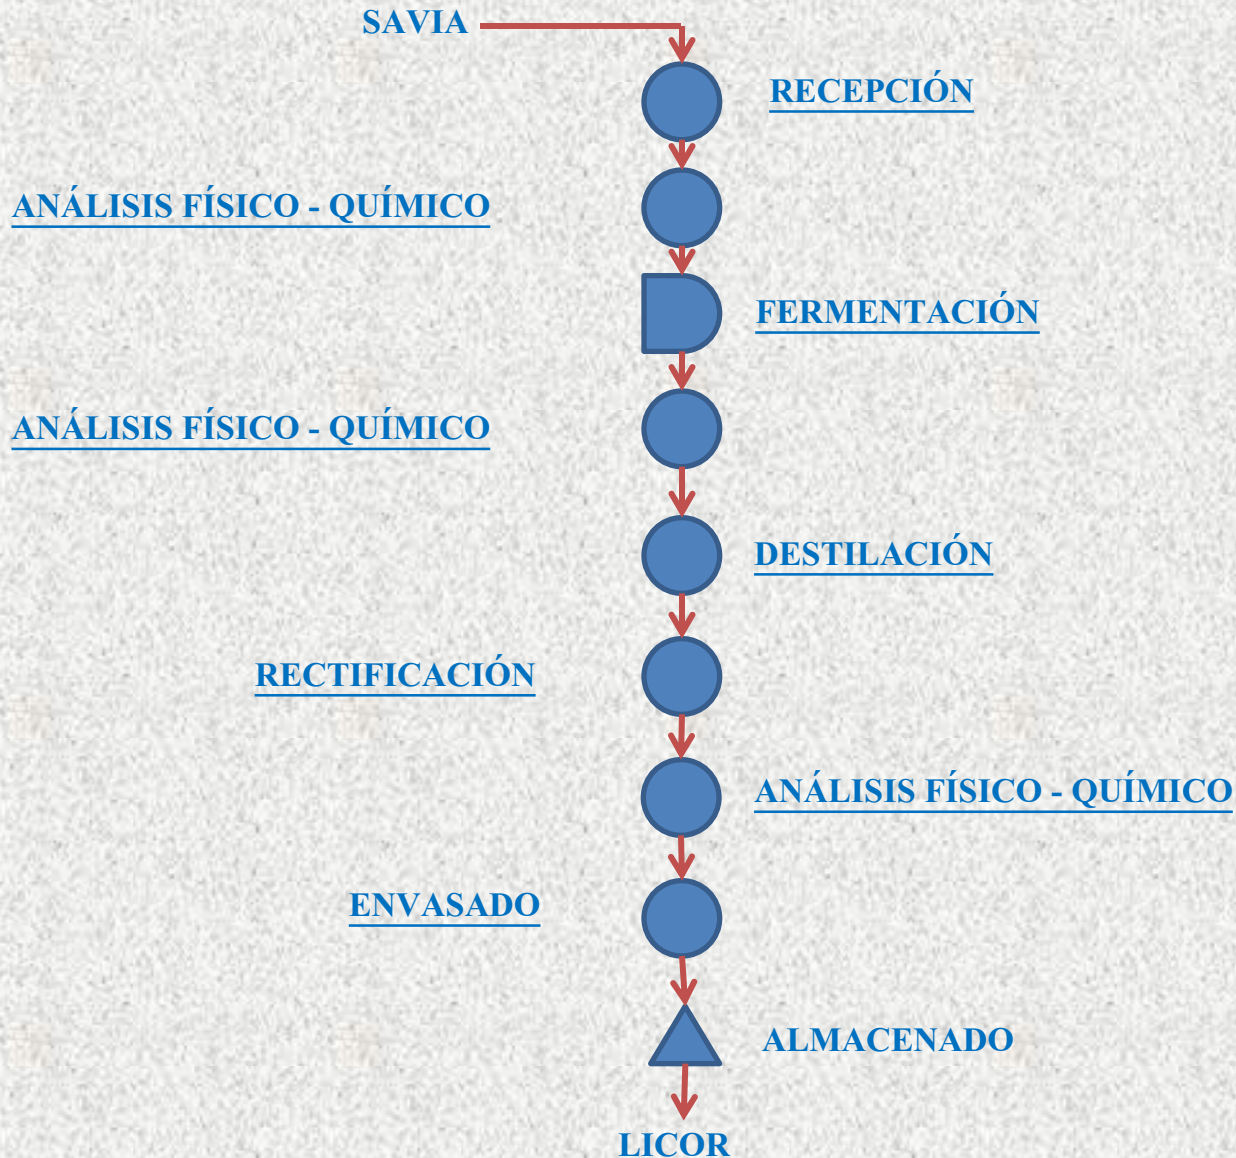 SAVIA
RECEPCIÓN
ANÁLISIS FÍSICO - QUÍMICO
FERMENTACIÓN
ANÁLISIS FÍSICO - QUÍMICO
DESTILACIÓN
RECTIFICACIÓN
ANÁLISIS FÍSICO - QUÍMICO
ENVASADO
ALMACENADO
LICOR